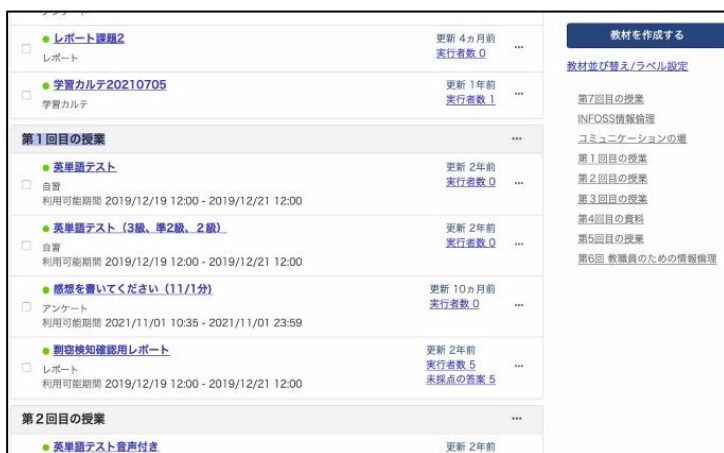 レポート課題2
更新 4ヵ月前
レポート
実行者数 0
...
学習カルテ20210705
更新 1年前
学習カルテ
実行者数 1
...
第1回目の授業
...
英単語テスト
更新 2年前
自習
実行者数 0
...
利用可能期間 2019/12/19 12:00 - 2019/12/21 12:00
英単語テスト（3級、準2級、2級）
更新 2年前
自習
実行者数 0
...
利用可能期間 2019/12/19 12:00 - 2019/12/21 12:00
感想を書いてください（11/1分)
更新 10ヵ月前
アンケート
実行者数 0
...
利用可能期間 2021/11/01 10:35 - 2021/11/01 23:59
剽窃検知確認用レポート
更新 2年前
レポート
実行者数 5
...
未採点の答案 5
利用可能期間 2019/12/19 12:00 - 2019/12/21 12:00
第2回目の授業
...
英単語テスト音声付き
更新 2年前
教材を作成する
教材並び替え/ラベル設定
第7回目の授業
INFOSS情報倫理
コミュニケーションの場
第1回目の授業
第2回目の授業
第3回目の授業
第4回目の資料
第5回目の授業
第6回 教職員のための情報倫理